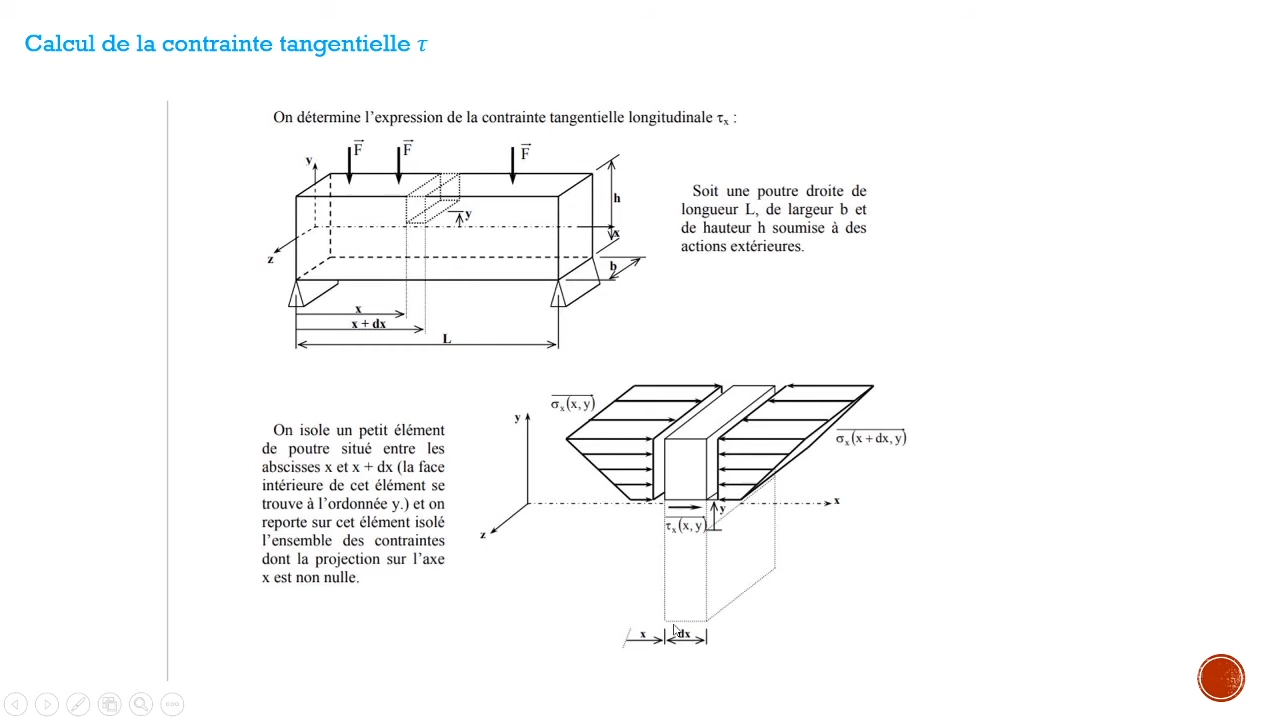 Calcul de la contrainte tangentielle τ
On détermine l'expression de la contrainte tangentielle longitudinale τx :
F F F
y
h
y
x
z
b
x
x + dx
L
Soit une poutre droite de
longueur L, de largeur b et
de hauteur h soumise à des
actions extérieures.
On isole un petit élément
de poutre situé entre les
abscisses x et x + dx (la face
intérieure de cet élément se
trouve à l'ordonnée y.) et on
reporte sur cet élément isolé
l'ensemble des contraintes
dont la projection sur l'axe
x est non nulle.
σx(x, y)
y
σx(x + dx, y)
x
y
τx(x, y)
z
x dx